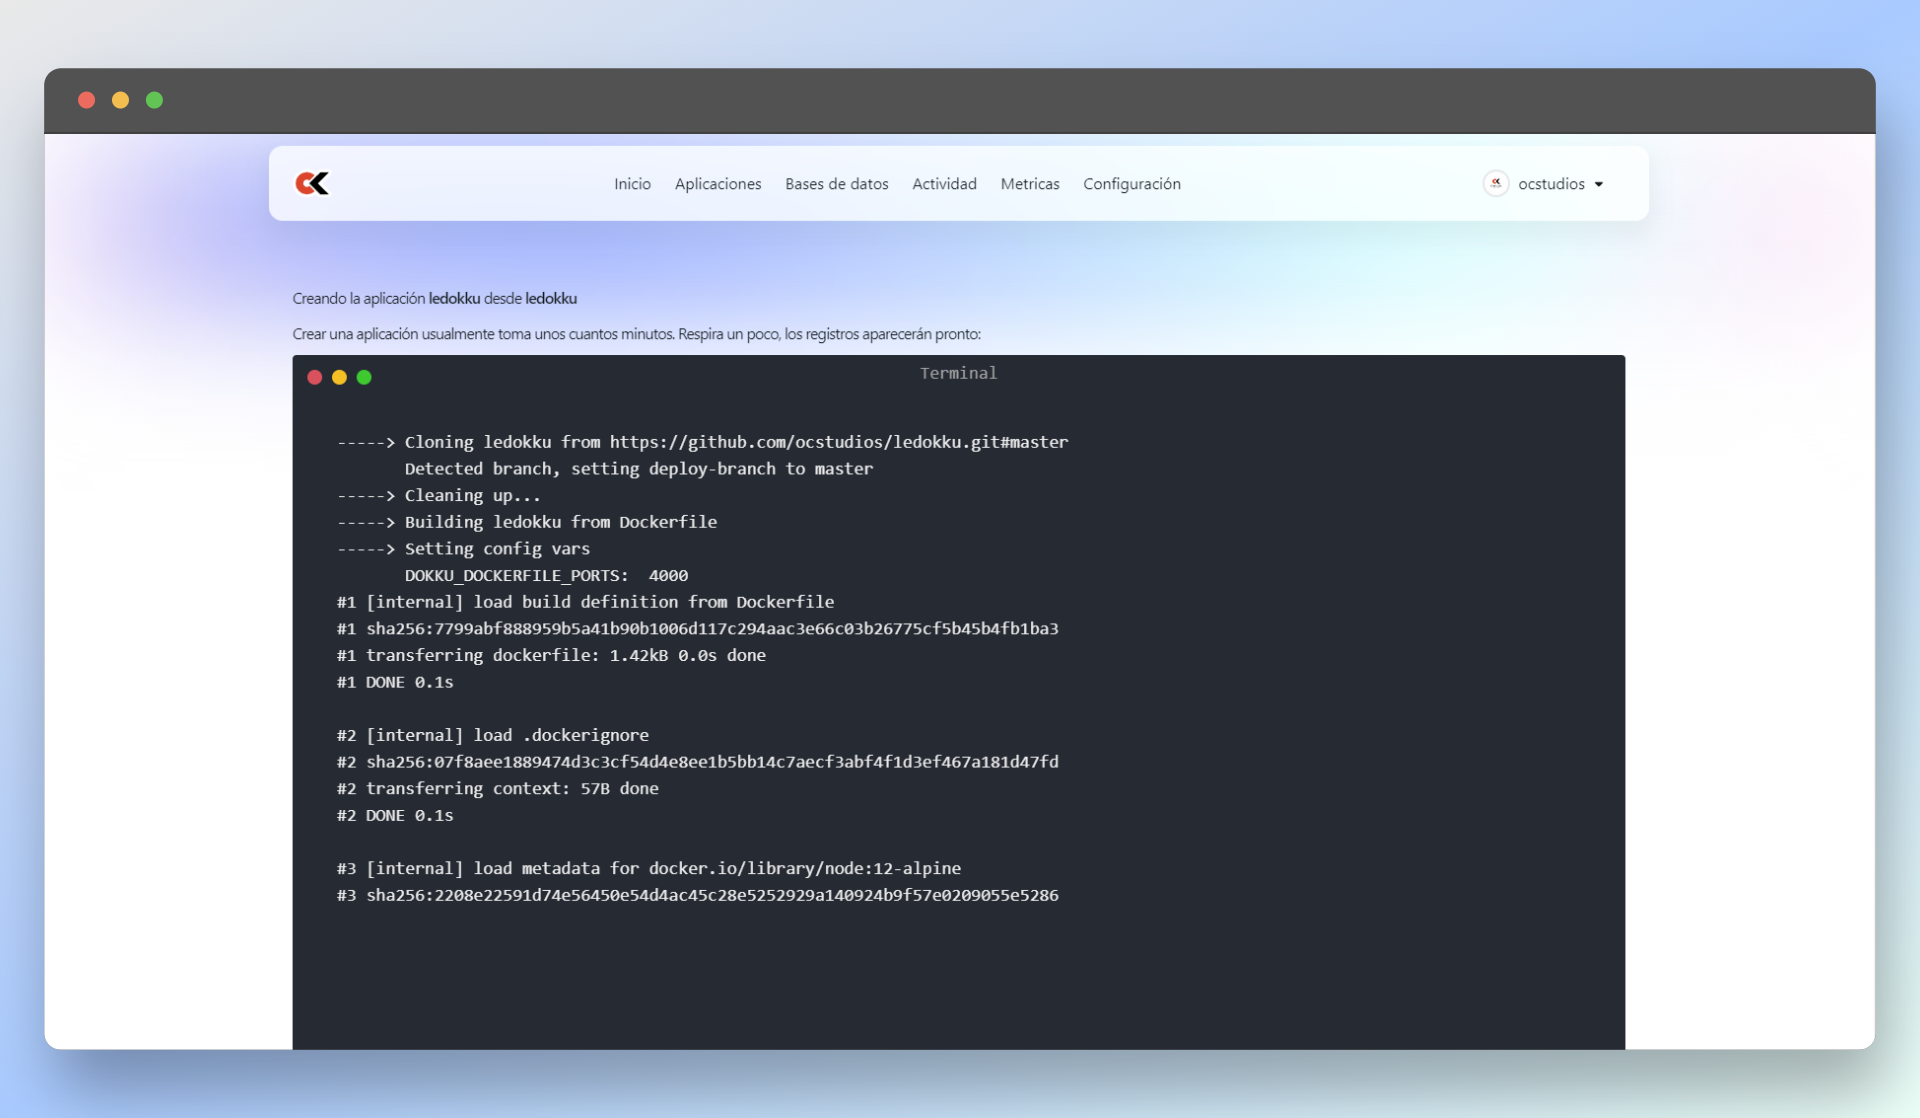 Inicio Aplicaciones Bases de datos Actividad Metricas Configuración ocstudios
Creando la aplicación ledokku desde ledokku
Crear una aplicación usualmente toma unos cuantos minutos. Respira un poco, los registros aparecerán pronto:
Terminal
-----> Cloning ledokku from https://github.com/ocstudios/ledokku.git#master
Detected branch, setting deploy-branch to master
-----> Cleaning up...
-----> Building ledokku from Dockerfile
-----> Setting config vars
DOKKU_DOCKERFILE_PORTS:  4000
#1 [internal] load build definition from Dockerfile
#1 sha256:7799abf888959b5a41b90b1006d117c294aac3e66c03b26775cf5b45b4fb1ba3
#1 transferring dockerfile: 1.42kB 0.0s done
#1 DONE 0.1s
#2 [internal] load .dockerignore
#2 sha256:07f8aee1889474d3c3cf54d4e8ee1b5bb14c7aecf3abf4f1d3ef467a181d47fd
#2 transferring context: 57B done
#2 DONE 0.1s
#3 [internal] load metadata for docker.io/library/node:12-alpine
#3 sha256:2208e22591d74e56450e54d4ac45c28e5252929a140924b9f57e0209055e5286